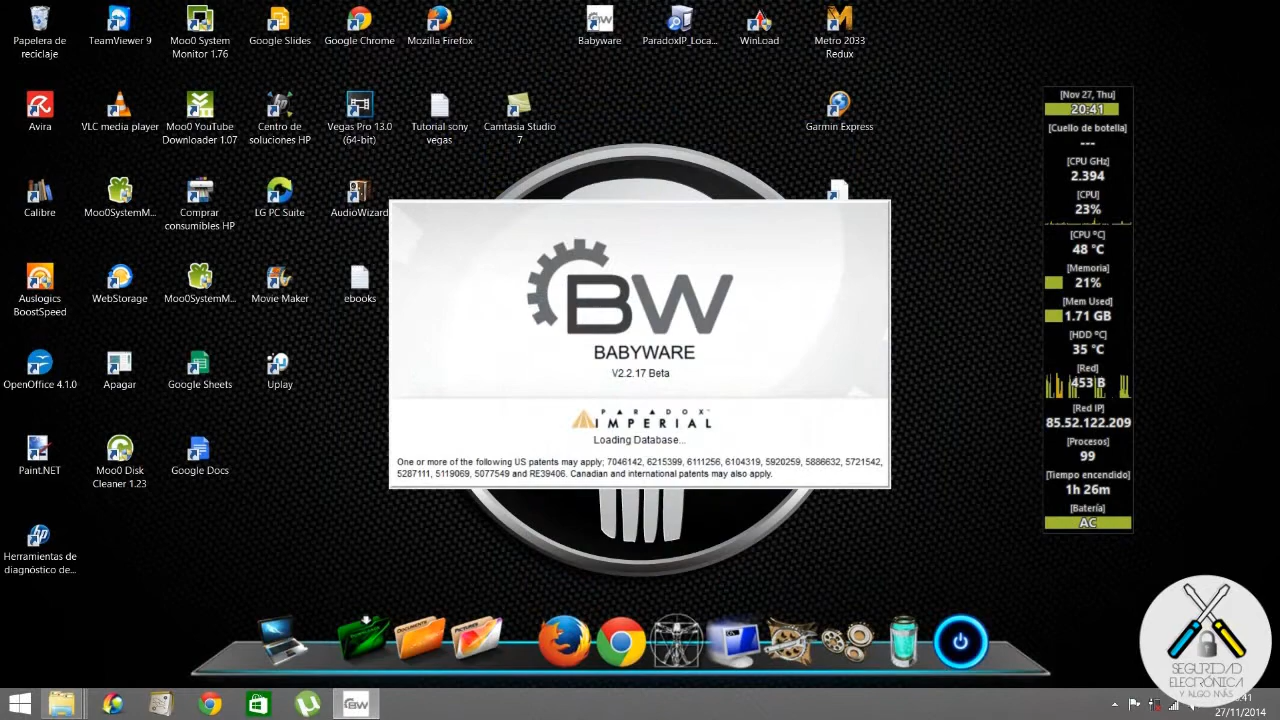 Papelera de
reciclaje
TeamViewer 9
Moo0 System
Monitor 1.76
Google Slides
Google Chrome
Mozilla Firefox
Babyware
ParadoxIP_Loca...
WinLoad
Metro 2033
Redux
Avira
VLC media player
Moo0 YouTube
Downloader 1.07
Centro de
soluciones HP
Vegas Pro 13.0
(64-bit)
Tutorial sony
vegas
Camtasia Studio
7
Garmin Express
Calibre
Moo0SystemM...
Comprar
consumibles HP
LG PC Suite
AudioWizard
Auslogics
BoostSpeed
WebStorage
Moo0SystemM...
Movie Maker
ebooks
OpenOffice 4.1.0
Apagar
Google Sheets
Uplay
Paint.NET
Moo0 Disk
Cleaner 1.23
Google Docs
Herramientas de
diagnóstico de...
BW
BABYWARE
V2.2.17 Beta
PARADOX™
IMPERIAL
Loading Database...
One or more of the following US patents may apply; 7046142, 6215399, 6111256, 6104319, 5920259, 5886632, 5721542,
5287111, 5119069, 5077549 and RE39406. Canadian and international patents may also apply.
[Nov 27, Thu]
20:41
[Cuello de botella]
---
[CPU GHz]
2.394
[CPU]
23%
[CPU °C]
48 °C
[Memoria]
21%
[Mem Used]
1.71 GB
[HDD °C]
35 °C
[Red]
453 B
[Red IP]
85.52.122.209
[Procesos]
99
[Tiempo encendido]
1h 26m
[Batería]
AC
DOCUMENTS
PICTURES
SEGURIDAD
ELECTRÓNICA
Y ALGO MÁS
BW
:41
27/11/2014